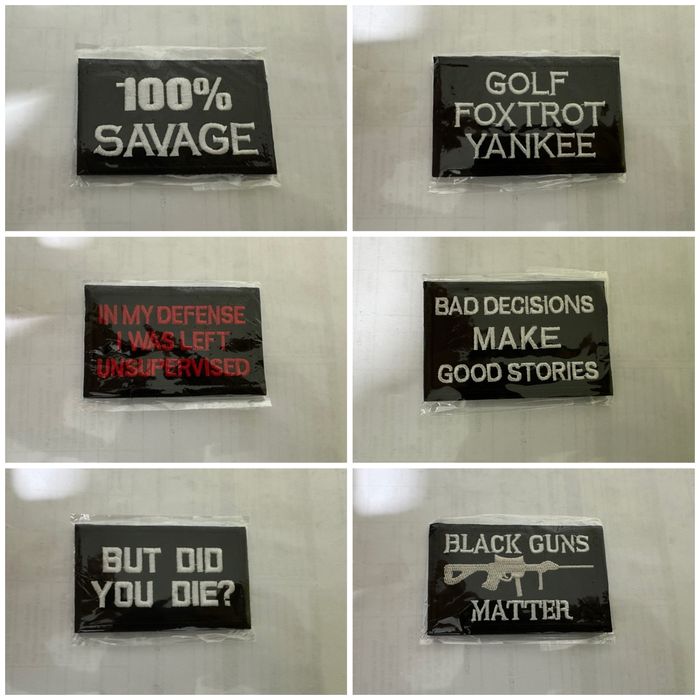 100%
SAVAGE
GOLF
FOXTROT
YANKEE
IN MY DEFENSE
I WAS LEFT
UNSUPERVISED
BAD DECISIONS
MAKE
GOOD STORIES
BUT DID
YOU DIE?
BLACK GUNS
MATTER